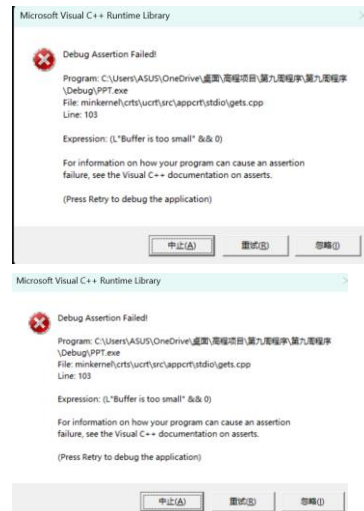 Microsoft Visual C++ Runtime Library
Debug Assertion Failed!
Program: C:\Users\ASUS\OneDrive\桌面\高程项目\第九周程序\第九周程序
\Debug\PPT.exe
File: minkernel\crts\ucrt\src\appcrt\stdio\gets.cpp
Line: 103
Expression: (L"Buffer is too small" && 0)
For information on how your program can cause an assertion
failure, see the Visual C++ documentation on asserts.
(Press Retry to debug the application)
中止(A) 重试(R) 忽略(I)
Microsoft Visual C++ Runtime Library
Debug Assertion Failed!
Program: C:\Users\ASUS\OneDrive\桌面\高程项目\第九周程序\第九周程序
\Debug\PPT.exe
File: minkernel\crts\ucrt\src\appcrt\stdio\gets.cpp
Line: 103
Expression: (L"Buffer is too small" && 0)
For information on how your program can cause an assertion
failure, see the Visual C++ documentation on asserts.
(Press Retry to debug the application)
中止(A) 重试(R) 忽略(I)